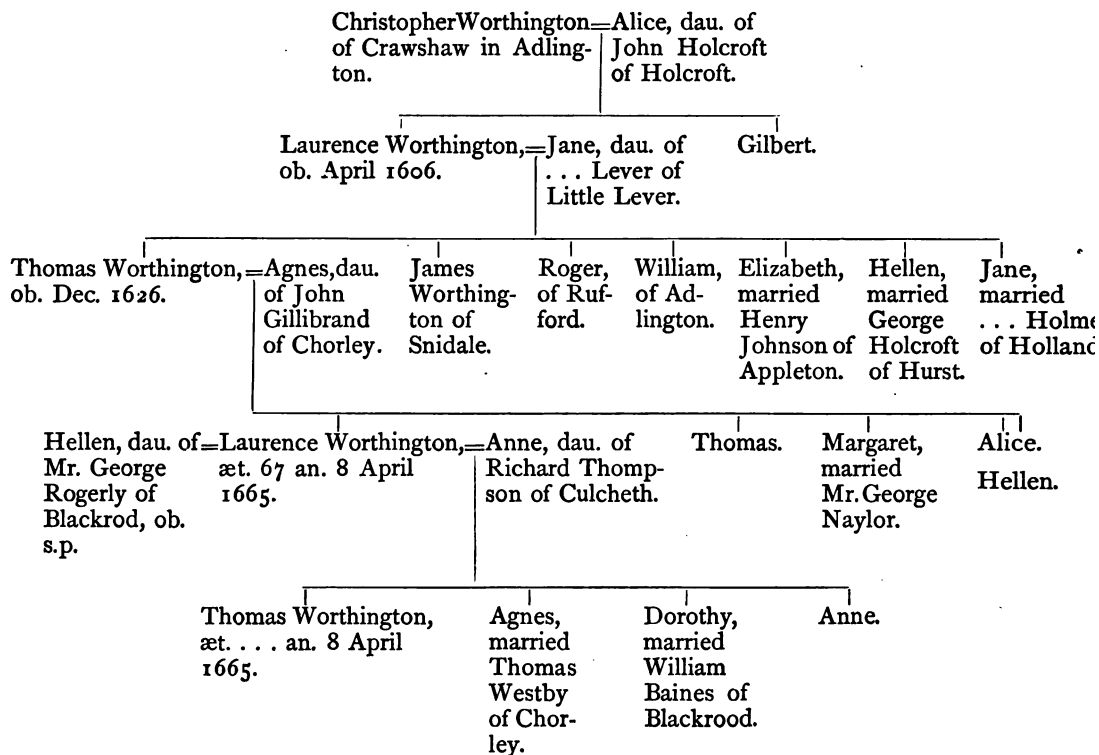 Christopher Worthington=Alice, dau. of
of Crawshaw in Adling- John Holcroft
ton. of Holcroft.
Laurence Worthington,=Jane, dau. of Gilbert.
ob. April 1606. ... Lever of
Little Lever.
Thomas Worthington,=Agnes, dau. James Roger, William, Elizabeth, Hellen, Jane,
ob. Dec. 1626. of John Worthing- of Ruf- of Ad- married married married
Gillibrand ton of ford. lington. Henry George ... Holme
of Chorley. Snidale. Johnson of Holcroft of Holland
Appleton. of Hurst.
Hellen, dau. of=Laurence Worthington,=Anne, dau. of Thomas. Margaret, Alice.
Mr. George æt. 67 an. 8 April Richard Thomp- married Hellen.
Rogerly of 1665. son of Culcheth. Mr. George
Blackrod, ob. Naylor.
s.p.
Thomas Worthington, Agnes, Dorothy, Anne.
æt. ... an. 8 April married married
1665. Thomas William
Westby Baines of
of Chor- Blackrood.
ley.